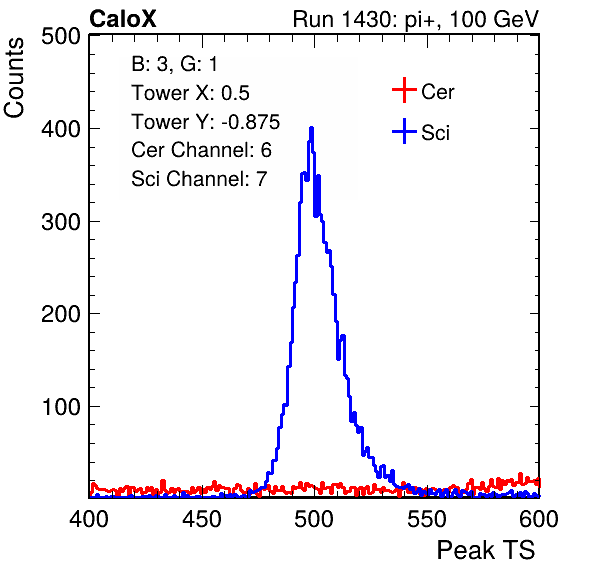 CaloX Run 1430: pi+, 100 GeV
Counts
500
400
300
200
100
B: 3, G: 1
Tower X: 0.5
Tower Y: -0.875
Cer Channel: 6
Sci Channel: 7
Cer
Sci
400 450 500 550 600
Peak TS